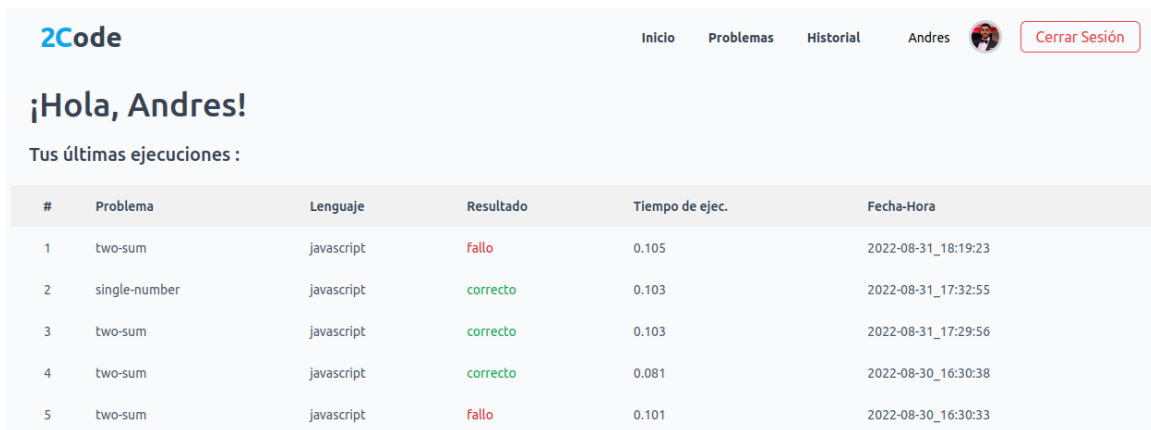 2Code Inicio Problemas Historial Andres Cerrar Sesión
¡Hola, Andres!
Tus últimas ejecuciones :
# Problema Lenguaje Resultado Tiempo de ejec. Fecha-Hora
1 two-sum javascript fallo 0.105 2022-08-31_18:19:23
2 single-number javascript correcto 0.103 2022-08-31_17:32:55
3 two-sum javascript correcto 0.103 2022-08-31_17:29:56
4 two-sum javascript correcto 0.081 2022-08-30_16:30:38
5 two-sum javascript fallo 0.101 2022-08-30_16:30:33